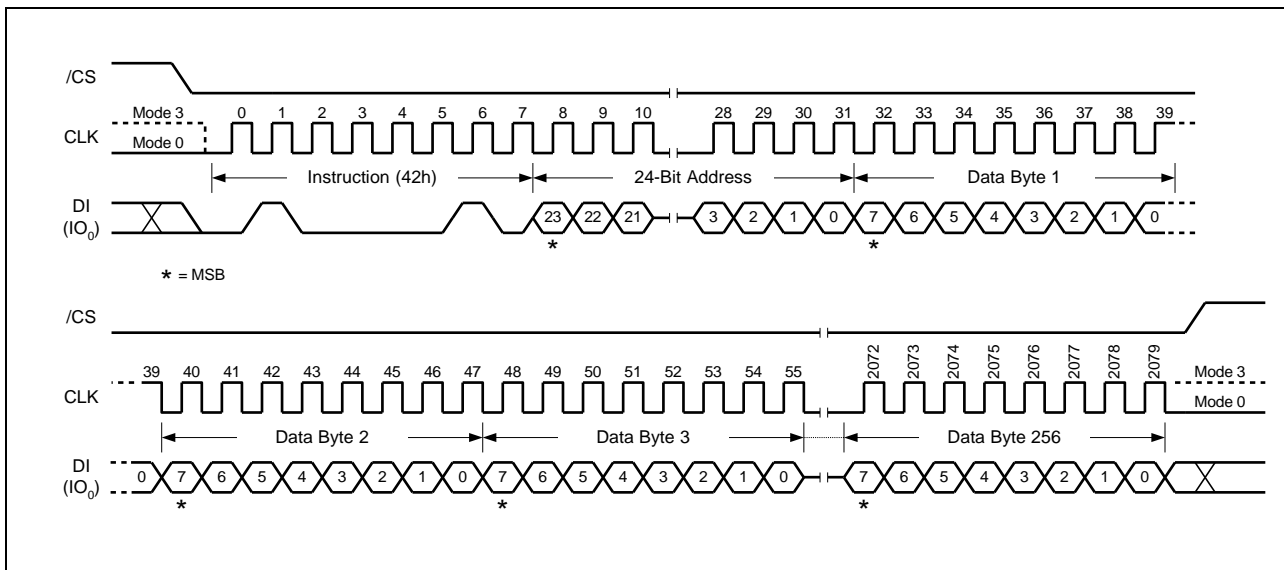 /CS
Mode 3 0 1 2 3 4 5 6 7 8 9 10 28 29 30 31 32 33 34 35 36 37 38 39
CLK Mode 0
Instruction (42h) 24-Bit Address Data Byte 1
DI (IO0) 23 22 21 3 2 1 0 7 6 5 4 3 2 1 0
* *
* = MSB
/CS
39 40 41 42 43 44 45 46 47 48 49 50 51 52 53 54 55 2072 2073 2074 2075 2076 2077 2078 2079 Mode 3
CLK Mode 0
Data Byte 2 Data Byte 3 Data Byte 256
DI (IO0) 0 7 6 5 4 3 2 1 0 7 6 5 4 3 2 1 0 7 6 5 4 3 2 1 0
* * *